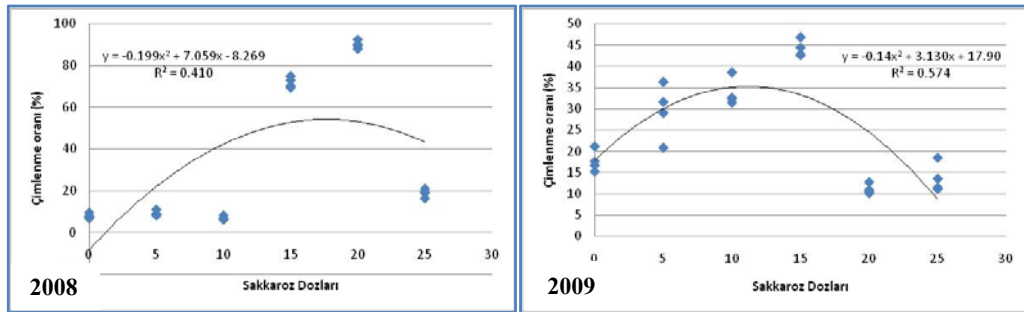 100
80
60
40
20
0
Çimlenme oranı (%)
y = -0.199x² + 7.059x - 8.269
R² = 0.410
0 5 10 15 20 25 30
Sakkaroz Dozları
2008
50
45
40
35
30
25
20
15
10
5
0
Çimlenme oranı (%)
y = -0.14x² + 3.130x + 17.90
R² = 0.574
0 5 10 15 20 25 30
Sakkaroz Dozları
2009